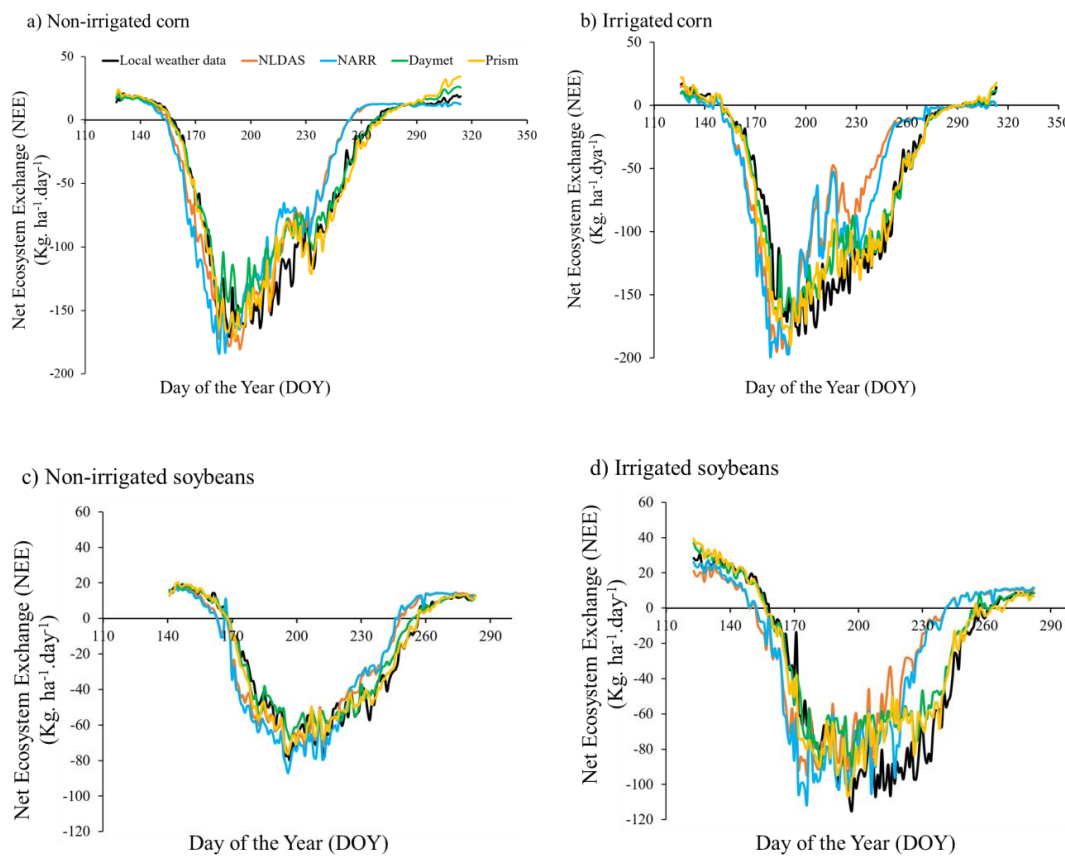 a) Non-irrigated corn
Local weather data NLDAS NARR Daymet Prism
50
0
-50
-100
-150
-200
110 170 200 230 260 290 320 350
Net Ecosystem Exchange (NEE)
(Kg. ha-1.day-1)
Day of the Year (DOY)
b) Irrigated corn
50
0
-50
-100
-150
-200
110 140 170 200 230 260 290 320 350
Net Ecosystem Exchange (NEE)
(Kg. ha-1.dya-1)
Day of the Year (DOY)
c) Non-irrigated soybeans
60
40
20
0
-20
-40
-60
-80
-100
-120
110 140 170 200 230 260 290
Net Ecosystem Exchange (NEE)
(Kg. ha-1.day-1)
Day of the Year (DOY)
d) Irrigated soybeans
60
40
20
0
-20
-40
-60
-80
-100
-120
110 140 170 200 230 260 290
Net Ecosystem Exchange (NEE)
(Kg. ha-1.day-1)
Day of the Year (DOY)